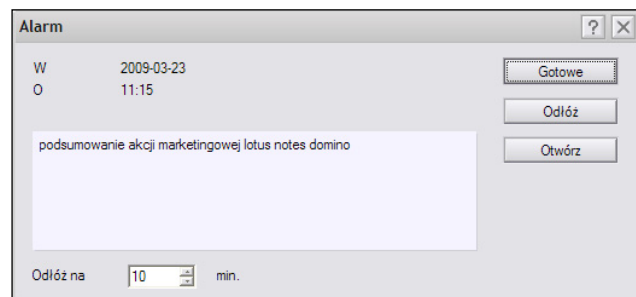 Alarm
W 2009-03-23
O 11:15
Gotowe
Odłóż
Otwórz
podsumowanie akcji marketingowej lotus notes domino
Odłóż na 10 min.